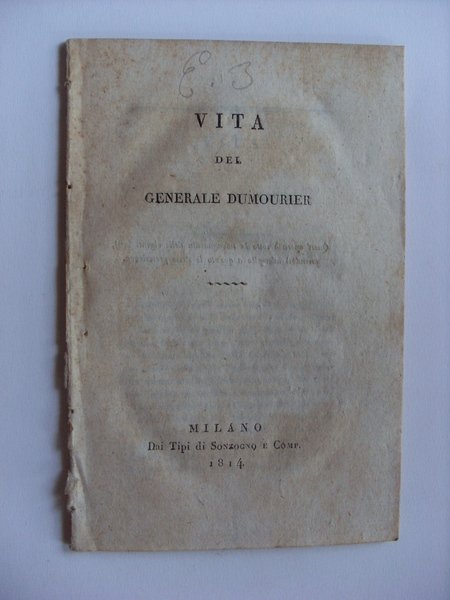 E. 3
VITA
DEL
GENERALE DUMOURIER
MILANO
Dai Tipi di SONZOGNO E COMP.
1814